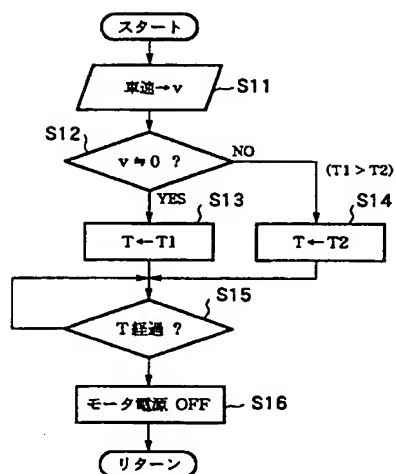 スタート
車速→v
S11
S12
v≒0 ?
NO
(T1＞T2)
YES
S13
S14
T←T1
T←T2
S15
T経過 ?
モータ電源 OFF
S16
リターン